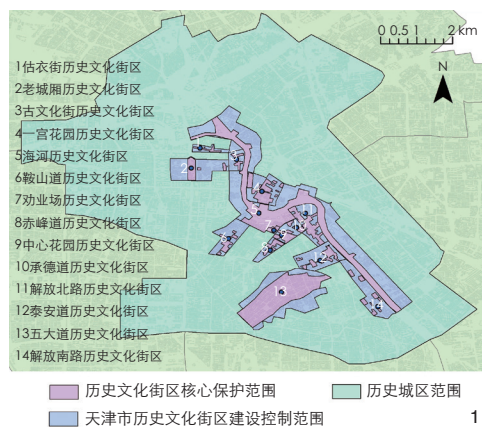 0 0.5 1 2 km
N
1估衣街历史文化街区
2老城厢历史文化街区
3古文化街历史文化街区
4一宫花园历史文化街区
5海河历史文化街区
6鞍山道历史文化街区
7劝业场历史文化街区
8赤峰道历史文化街区
9中心花园历史文化街区
10承德道历史文化街区
11解放北路历史文化街区
12泰安道历史文化街区
13五大道历史文化街区
14解放南路历史文化街区
2
7
11
13
历史文化街区核心保护范围
历史城区范围
天津市历史文化街区建设控制范围
1